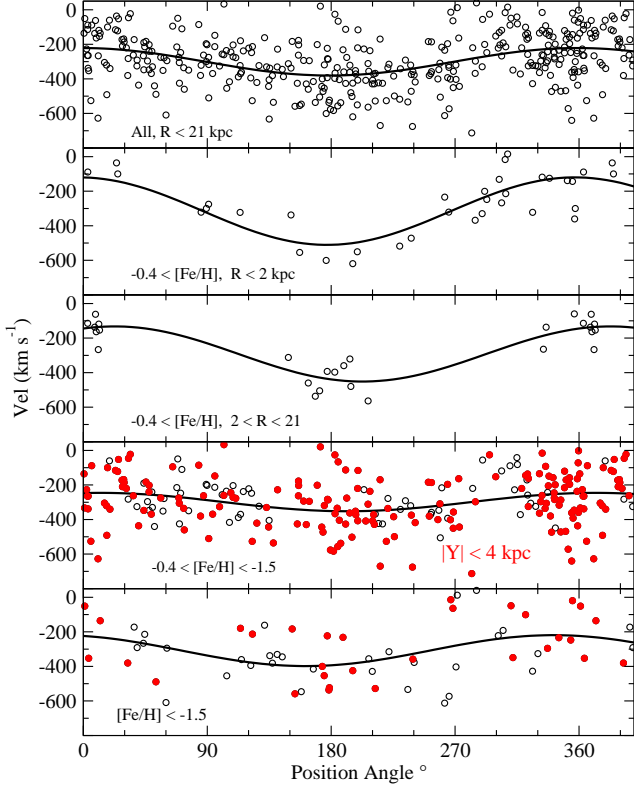 0
-200
-400
-600
All, R < 21 kpc
0
-200
-400
-600
-0.4 < [Fe/H], R < 2 kpc
Vel (km s⁻¹)
0
-200
-400
-600
-0.4 < [Fe/H], 2 < R < 21
0
-200
-400
-600
|Y| < 4 kpc
-0.4 < [Fe/H] < -1.5
0
-200
-400
-600
[Fe/H] < -1.5
0 90 180 270 360
Position Angle °